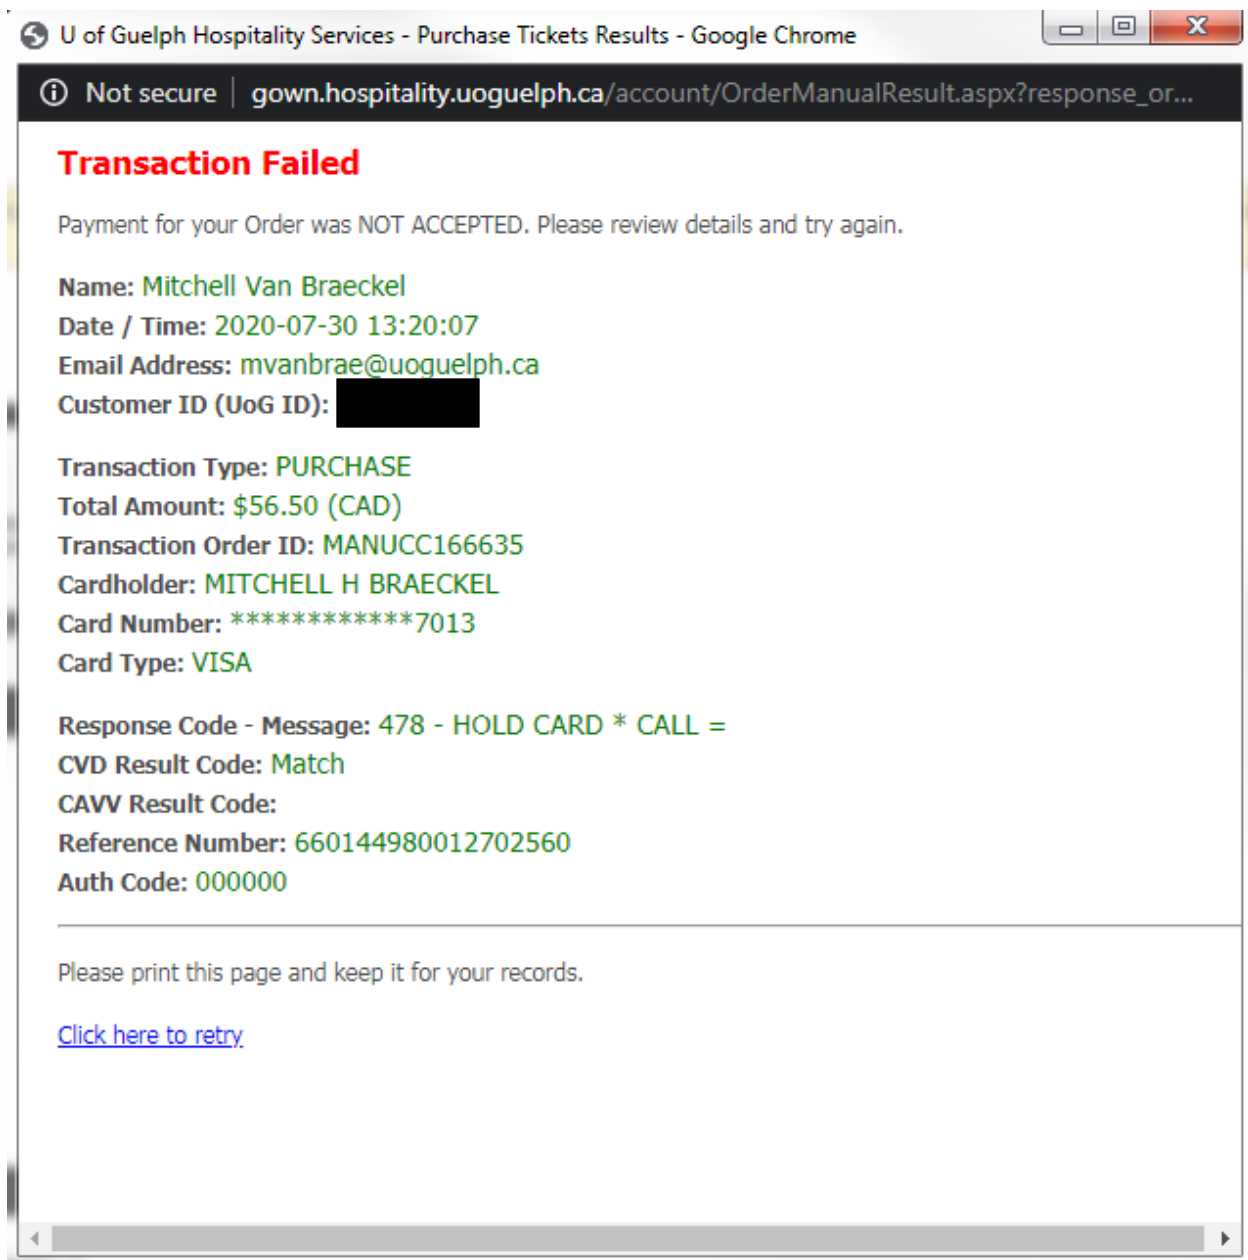 U of Guelph Hospitality Services - Purchase Tickets Results - Google Chrome
Not secure | gown.hospitality.uoguelph.ca/account/OrderManualResult.aspx?response_or...
Transaction Failed
Payment for your Order was NOT ACCEPTED. Please review details and try again.
Name: Mitchell Van Braeckel
Date / Time: 2020-07-30 13:20:07
Email Address: mvanbrae@uoguelph.ca
Customer ID (UoG ID):
Transaction Type: PURCHASE
Total Amount: $56.50 (CAD)
Transaction Order ID: MANUCC166635
Cardholder: MITCHELL H BRAECKEL
Card Number: ************7013
Card Type: VISA
Response Code - Message: 478 - HOLD CARD * CALL =
CVD Result Code: Match
CAVV Result Code:
Reference Number: 660144980012702560
Auth Code: 000000
Please print this page and keep it for your records.
Click here to retry